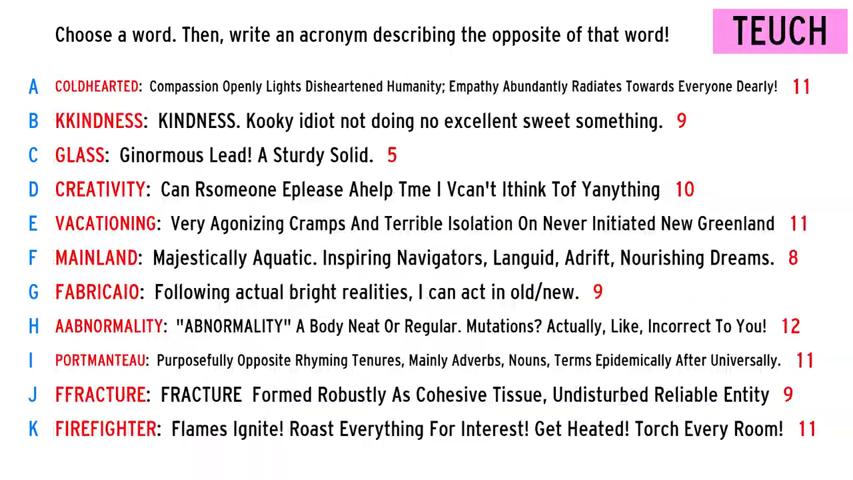 Choose a word. Then, write an acronym describing the opposite of that word!
TEUCH
A COLDHEARTED: Compassion Openly Lights Disheartened Humanity; Empathy Abundantly Radiates Towards Everyone Dearly! 11
B KKINDNESS: KINDNESS. Kooky idiot not doing no excellent sweet something. 9
C GLASS: Ginormous Lead! A Sturdy Solid. 5
D CREATIVITY: Can Rsomeone Eplease Ahelp Tme I Vcan't Ithink Tof Yanything 10
E VACATIONING: Very Agonizing Cramps And Terrible Isolation On Never Initiated New Greenland 11
F MAINLAND: Majestically Aquatic. Inspiring Navigators, Languid, Adrift, Nourishing Dreams. 8
G FABRICAIO: Following actual bright realities, I can act in old/new. 9
H AABNORMALITY: "ABNORMALITY" A Body Neat Or Regular. Mutations? Actually, Like, Incorrect To You! 12
I PORTMANTEAU: Purposefully Opposite Rhyming Tenures, Mainly Adverbs, Nouns, Terms Epidemically After Universally. 11
J FFRACTURE: FRACTURE Formed Robustly As Cohesive Tissue, Undisturbed Reliable Entity 9
K FIREFIGHTER: Flames Ignite! Roast Everything For Interest! Get Heated! Torch Every Room! 11